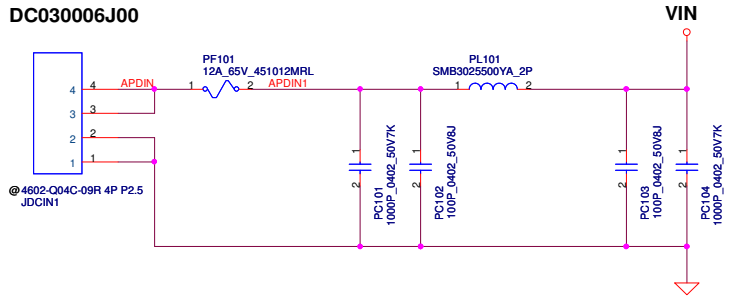 DC030006J00
VIN
PF101
12A_65V_451012MRL
PL101
SMB3025500YA_2P
4 4 APDIN 1 2 APDIN1 1 2
3 3
2 2
1 1
1 2 PC101 1000P_0402_50V7K
1 2 PC102 100P_0402_50V8J
1 2 PC103 100P_0402_50V8J
1 2 PC104 1000P_0402_50V7K
@4602-Q04C-09R 4P P2.5
JDCIN1